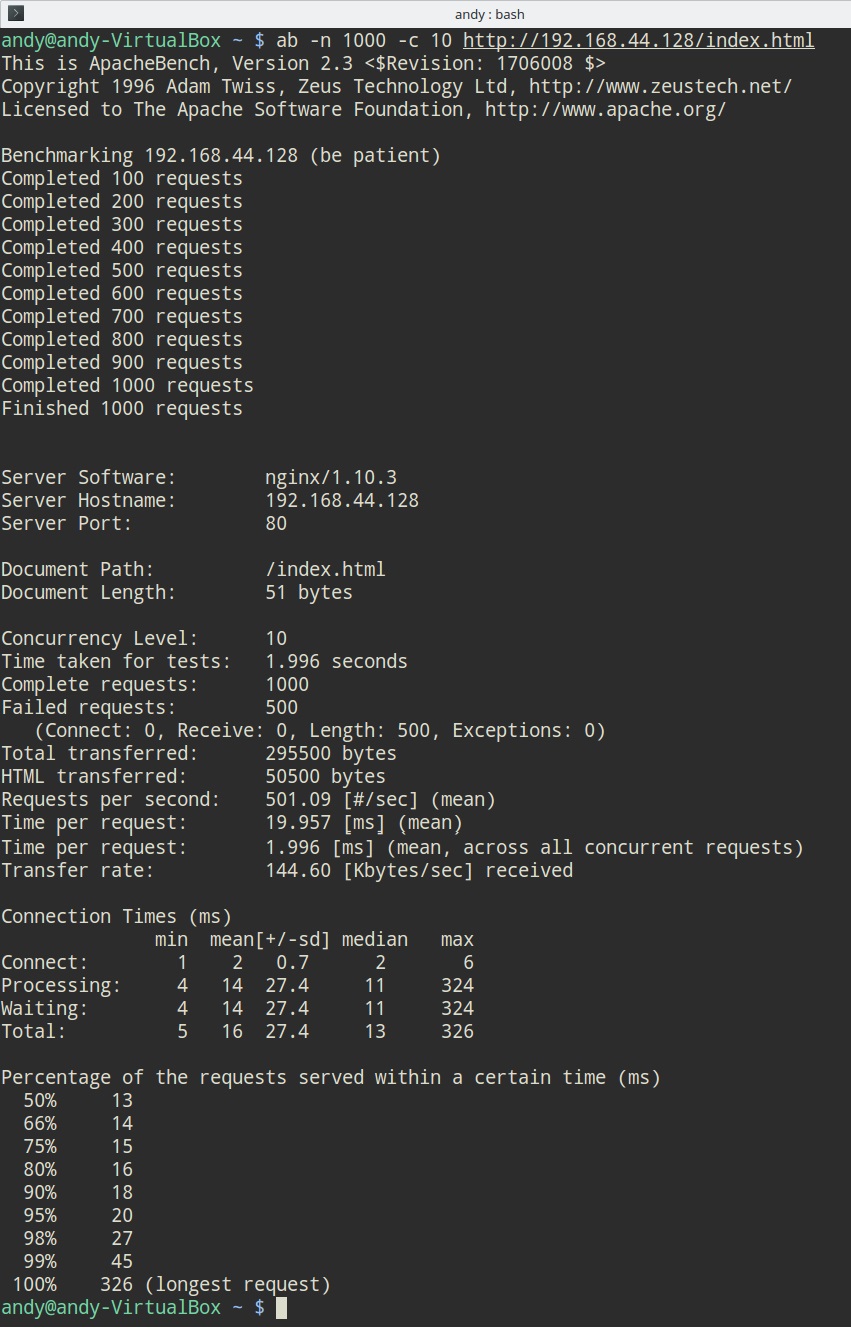 andy : bash
andy@andy-VirtualBox ~ $ ab -n 1000 -c 10 http://192.168.44.128/index.html
This is ApacheBench, Version 2.3 <$Revision: 1706008 $>
Copyright 1996 Adam Twiss, Zeus Technology Ltd, http://www.zeustech.net/
Licensed to The Apache Software Foundation, http://www.apache.org/

Benchmarking 192.168.44.128 (be patient)
Completed 100 requests
Completed 200 requests
Completed 300 requests
Completed 400 requests
Completed 500 requests
Completed 600 requests
Completed 700 requests
Completed 800 requests
Completed 900 requests
Completed 1000 requests
Finished 1000 requests


Server Software:        nginx/1.10.3
Server Hostname:        192.168.44.128
Server Port:            80

Document Path:          /index.html
Document Length:        51 bytes

Concurrency Level:      10
Time taken for tests:   1.996 seconds
Complete requests:      1000
Failed requests:        500
   (Connect: 0, Receive: 0, Length: 500, Exceptions: 0)
Total transferred:      295500 bytes
HTML transferred:       50500 bytes
Requests per second:    501.09 [#/sec] (mean)
Time per request:       19.957 [ms] (mean)
Time per request:       1.996 [ms] (mean, across all concurrent requests)
Transfer rate:          144.60 [Kbytes/sec] received

Connection Times (ms)
              min  mean[+/-sd] median   max
Connect:        1    2   0.7      2       6
Processing:     4   14  27.4     11     324
Waiting:        4   14  27.4     11     324
Total:          5   16  27.4     13     326

Percentage of the requests served within a certain time (ms)
  50%     13
  66%     14
  75%     15
  80%     16
  90%     18
  95%     20
  98%     27
  99%     45
 100%    326 (longest request)
andy@andy-VirtualBox ~ $